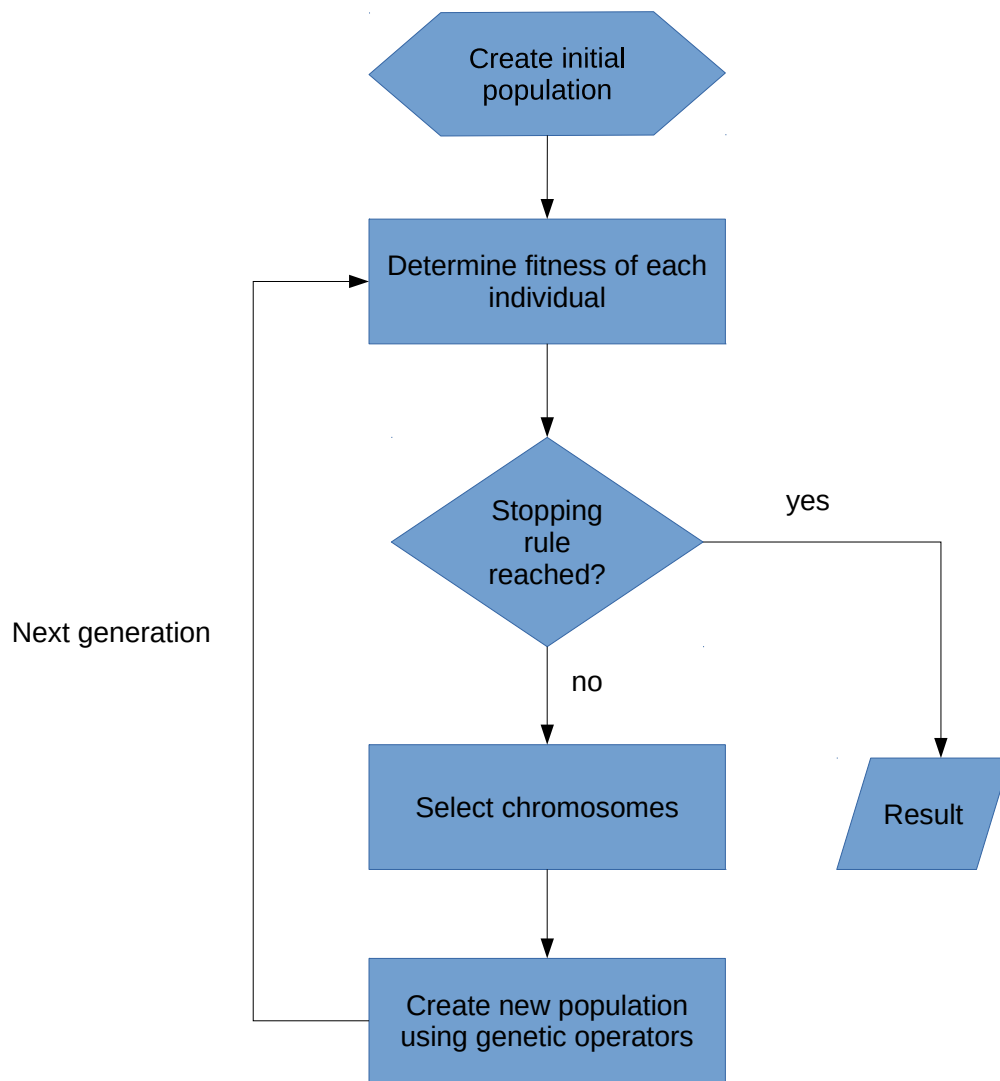 Create initial
population
Determine fitness of each
individual
Stopping
rule
reached?
yes
Next generation
no
Select chromosomes
Result
Create new population
using genetic operators